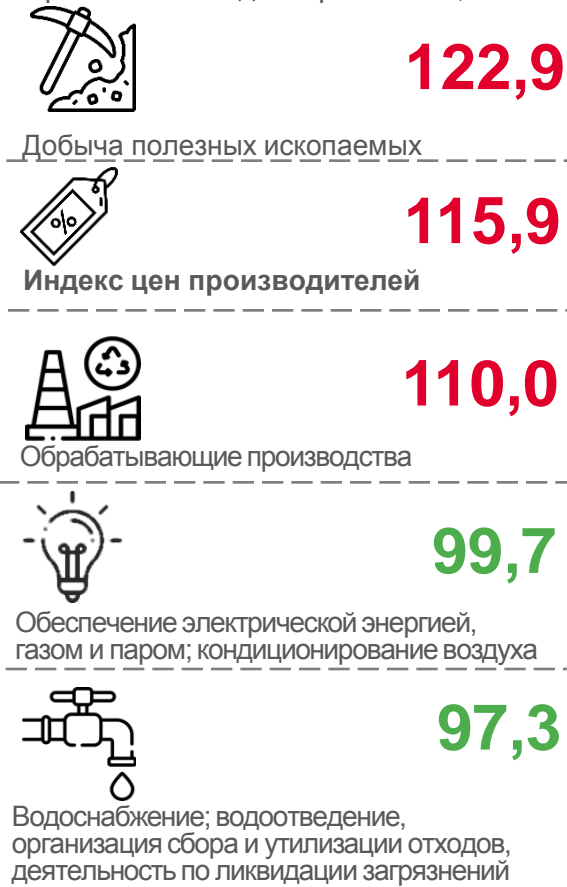 122,9
Добыча полезных ископаемых
%
115,9
Индекс цен производителей
110,0
Обрабатывающие производства
99,7
Обеспечение электрической энергией,
газом и паром; кондиционирование воздуха
97,3
Водоснабжение; водоотведение,
организация сбора и утилизации отходов,
деятельность по ликвидации загрязнений